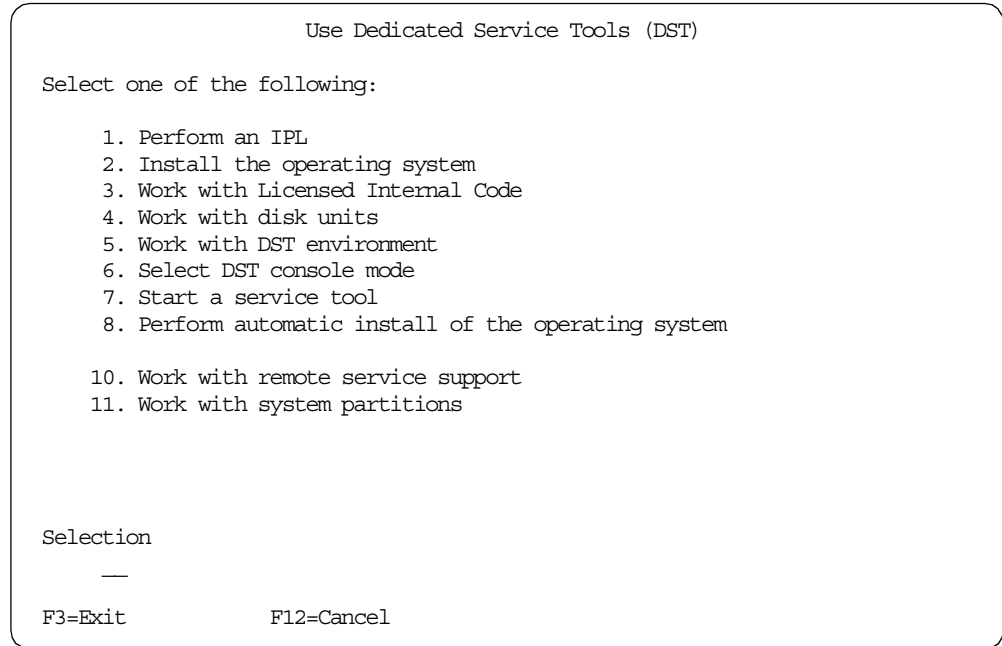 Use Dedicated Service Tools (DST)
Select one of the following:
1. Perform an IPL
2. Install the operating system
3. Work with Licensed Internal Code
4. Work with disk units
5. Work with DST environment
6. Select DST console mode
7. Start a service tool
8. Perform automatic install of the operating system
10. Work with remote service support
11. Work with system partitions
Selection
__
F3=Exit F12=Cancel